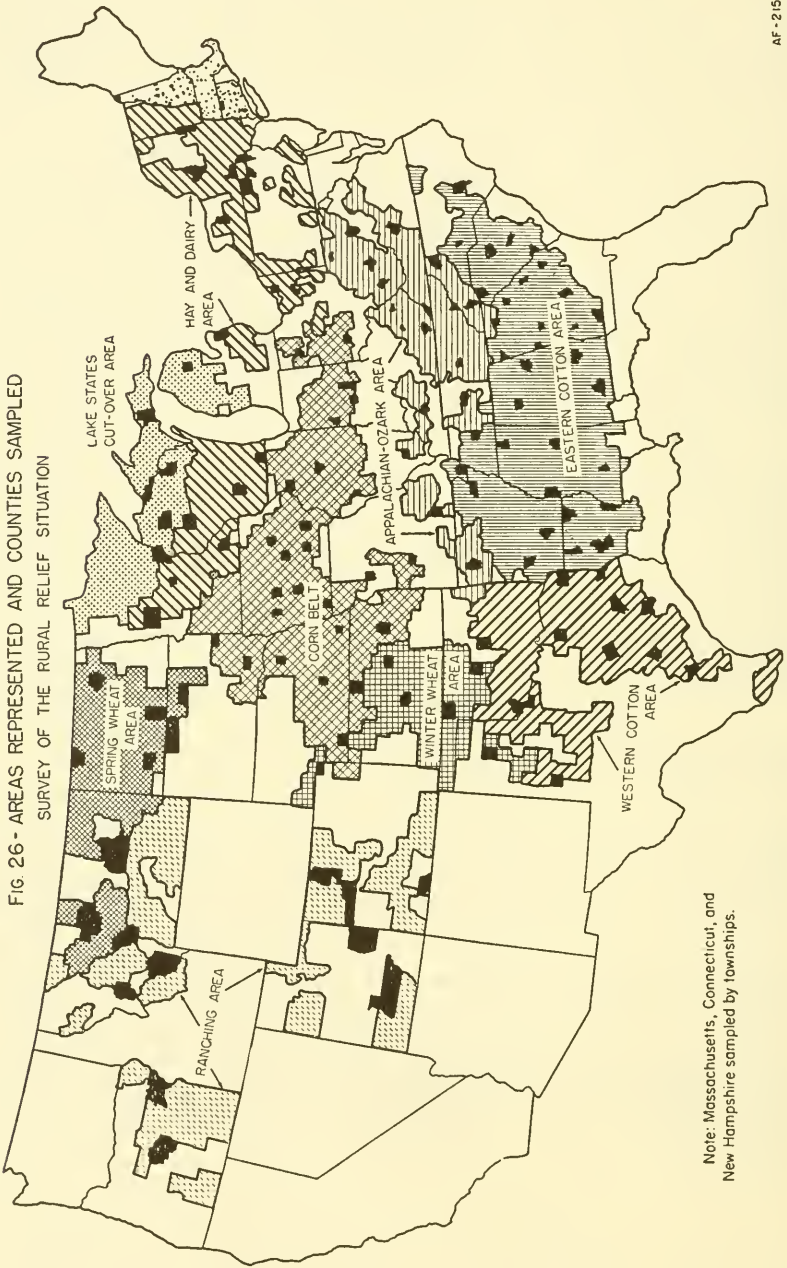 FIG. 26 - AREAS REPRESENTED AND COUNTIES SAMPLED
SURVEY OF THE RURAL RELIEF SITUATION
LAKE STATES
CUT-OVER AREA
HAY AND DAIRY
AREA
SPRING WHEAT
AREA
RANCHING AREA
CORN BELT
APPALACHIAN-OZARK AREA
WINTER WHEAT
AREA
EASTERN COTTON AREA
WESTERN COTTON
AREA
Note: Massachusetts, Connecticut, and
New Hampshire sampled by townships.
AF-215